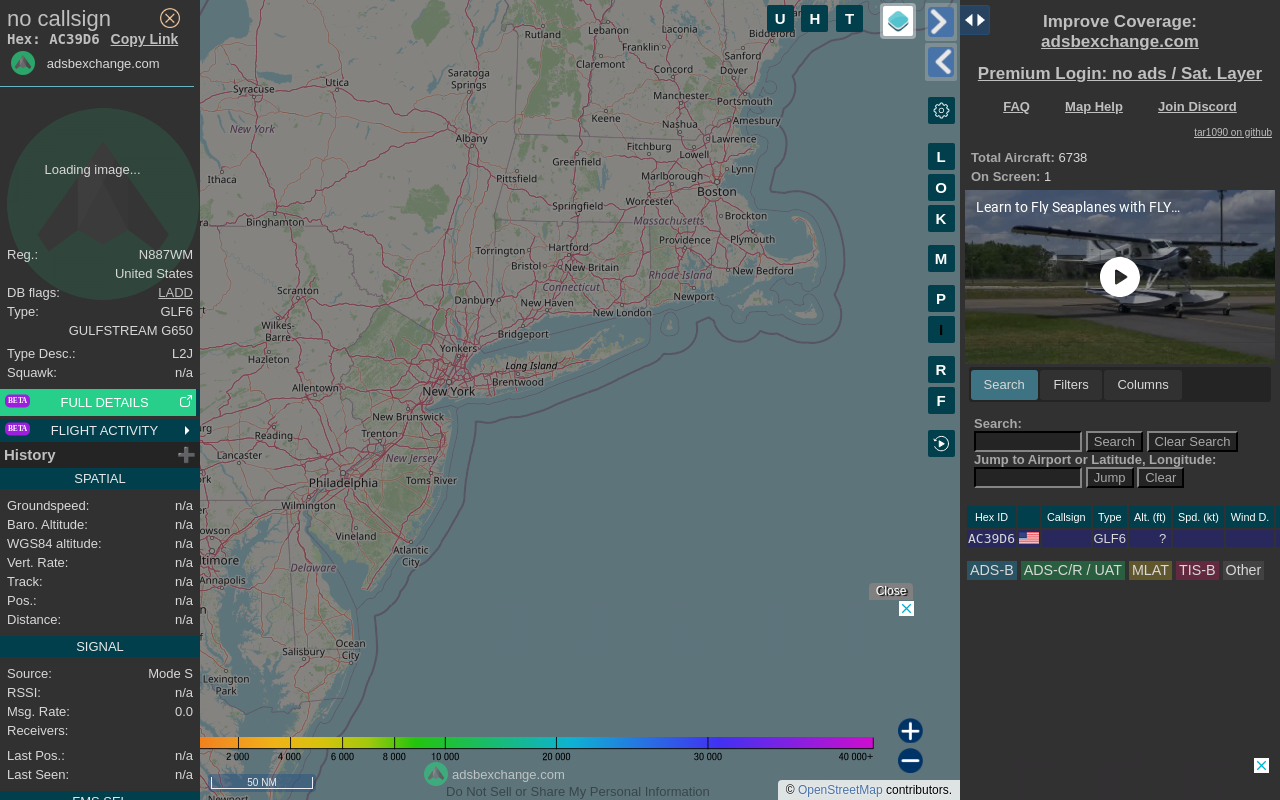 no callsign
Hex: AC39D6 Copy Link
adsbexchange.com
Loading image...
Reg.: N887WM
United States
DB flags: LADD
Type: GLF6
GULFSTREAM G650
Type Desc.: L2J
Squawk: n/a
BETA FULL DETAILS
BETA FLIGHT ACTIVITY
History
SPATIAL
Groundspeed: n/a
Baro. Altitude: n/a
WGS84 altitude: n/a
Vert. Rate: n/a
Track: n/a
Pos.: n/a
Distance: n/a
SIGNAL
Source: Mode S
RSSI: n/a
Msg. Rate: 0.0
Receivers:
Last Pos.: n/a
Last Seen: n/a
FMS SEL
U H T
L
O
K
M
P
I
R
F
Rutland
Lebanon
Laconia
Biddeford
Franklin
Claremont
Sanford
Concord
Dover
Saratoga
Springs
Utica
Syracuse
Manchester
Portsmouth
Keene
Nashua
Amesbury
New York
Albany
Fitchburg
Lawrence
Lowell
Greenfield
Lynn
Ithaca
Pittsfield
Marlborough
Boston
Springfield
Worcester
Binghamton
Massachusetts
Brockton
Torrington
Hartford
Providence
Plymouth
Bristol
New Britain
Rhode Island
New Bedford
Connecticut
Scranton
Danbury
New Haven
Newport
New London
Wilkes-
Barre
Bridgeport
Yonkers
Hazleton
Long Island
Allentown
New York
Brentwood
New Brunswick
Reading
Trenton
Lancaster
New Jersey
Philadelphia
Toms River
Wilmington
Vineland
Atlantic
City
Delaware
Annapolis
Ocean
City
Salisbury
Lexington
Park
Newport
Close
2 000 4 000 6 000 8 000 10 000 20 000 30 000 40 000+
50 NM
adsbexchange.com
Do Not Sell or Share My Personal Information
© OpenStreetMap contributors.
Improve Coverage:
adsbexchange.com
Premium Login: no ads / Sat. Layer
FAQ Map Help Join Discord
tar1090 on github
Total Aircraft: 6738
On Screen: 1
Learn to Fly Seaplanes with FLY...
Search Filters Columns
Search:
Search Clear Search
Jump to Airport or Latitude, Longitude:
Jump Clear
Hex ID Callsign Type Alt. (ft) Spd. (kt) Wind D.
AC39D6 GLF6 ?
ADS-B ADS-C/R / UAT MLAT TIS-B Other